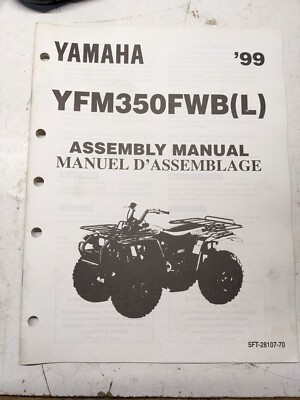 YAMAHA '99
YFM350FWB(L)
ASSEMBLY MANUAL
MANUEL D'ASSEMBLAGE
5FT-28107-70